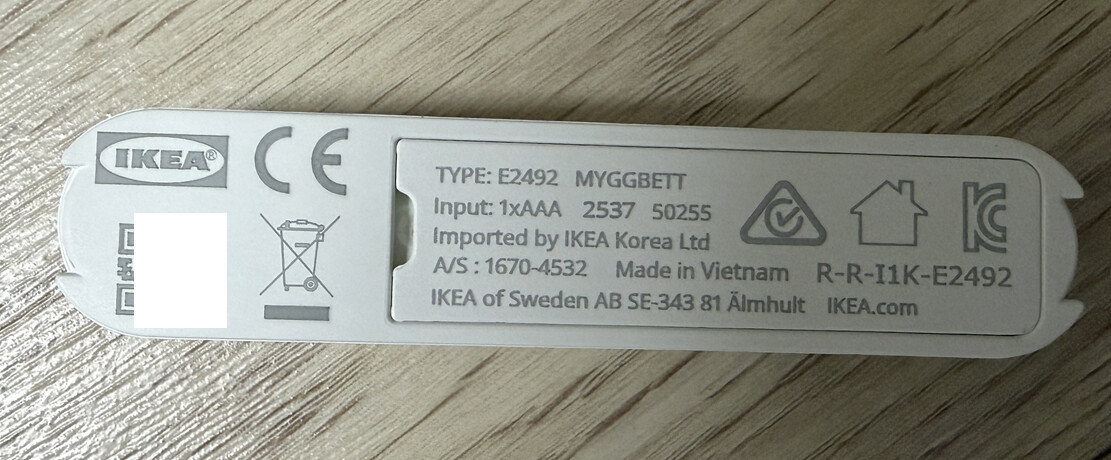 IKEA®
CE
TYPE: E2492 MYGGBETT
Input: 1xAAA 2537 50255
Imported by IKEA Korea Ltd
A/S : 1670-4532 Made in Vietnam R-R-I1K-E2492
IKEA of Sweden AB SE-343 81 Älmhult IKEA.com